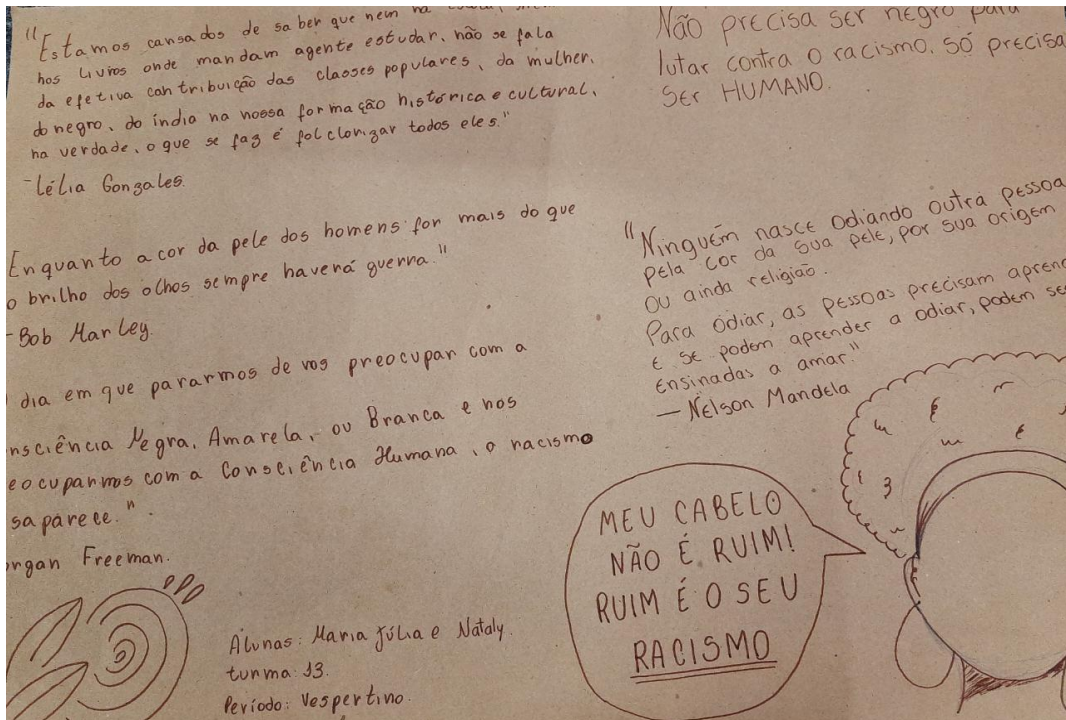 "Estamos cansados de saber que nem na
nos livros onde mandam agente estudar, não se fala
da efetiva contribuição das classes populares, da mulher,
do negro, do índia na nossa formação histórica e cultural,
na verdade, o que se faz é folclorizar todos eles."
-Lélia Gonzales.
Enquanto a cor da pele dos homens for mais do que
o brilho dos olhos sempre haverá guerra."
-Bob Marley.
dia em que pararmos de vos preocupar com a
nsciência Negra, Amarela, ou Branca e nos
eocuparmos com a Consciência Humana, o racismo
saparece."
organ Freeman.
Alunas: Maria Júlia e Nataly.
turma: 13.
Período: Vespertino.
Não precisa ser negro para
lutar contra o racismo. Só precisa
ser HUMANO.
"Ninguém nasce odiando outra pessoa
pela cor da sua pele, por sua origem
ou ainda religião.
Para odiar, as pessoas precisam aprend
e se podem aprender a odiar, podem se
ensinadas a amar."
— Nelson Mandela
MEU CABELO
NÃO É RUIM!
RUIM É O SEU
RACISMO